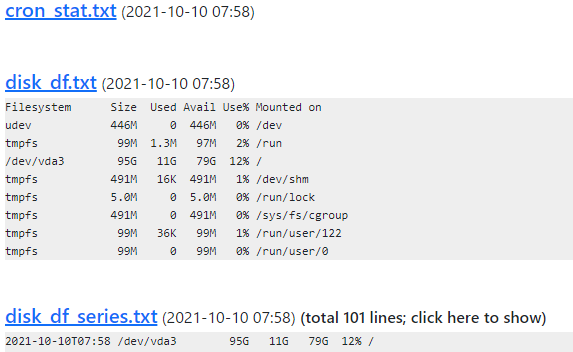 cron_stat.txt (2021-10-10 07:58)
disk_df.txt (2021-10-10 07:58)
Filesystem      Size  Used Avail Use% Mounted on
udev            446M     0  446M   0% /dev
tmpfs            99M  1.3M   97M   2% /run
/dev/vda3        95G   11G   79G  12% /
tmpfs           491M   16K  491M   1% /dev/shm
tmpfs           5.0M     0  5.0M   0% /run/lock
tmpfs           491M     0  491M   0% /sys/fs/cgroup
tmpfs            99M   36K   99M   1% /run/user/122
tmpfs            99M     0   99M   0% /run/user/0
disk_df_series.txt (2021-10-10 07:58) (total 101 lines; click here to show)
2021-10-10T07:58 /dev/vda3        95G   11G   79G  12% /